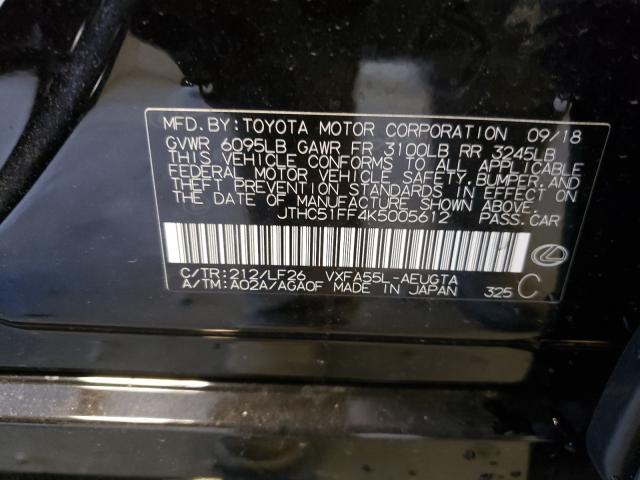 MFD. BY: TOYOTA MOTOR CORPORATION 09/18
GVWR 6095LB GAWR FR 3100LB RR 3245LB
THIS VEHICLE CONFORMS TO ALL APPLICABLE
FEDERAL MOTOR VEHICLE SAFETY, BUMPER, AND
THEFT PREVENTION STANDARDS IN EFFECT ON
THE DATE OF MANUFACTURE SHOWN ABOVE.
JTHC51FF4K5005612 PASS.CAR
C/TR: 212/LF26 VXFA55L-AEUGTA
A/TM: A02A/AGA0F MADE IN JAPAN 325 C